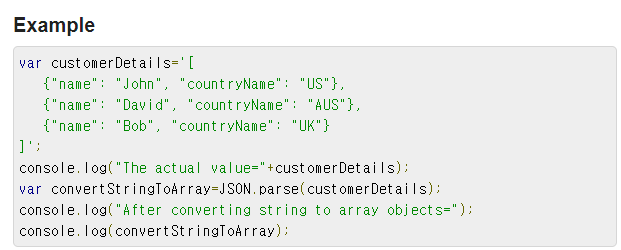 Example
var customerDetails='[
   {"name": "John", "countryName": "US"},
   {"name": "David", "countryName": "AUS"},
   {"name": "Bob", "countryName": "UK"}
]';
console.log("The actual value="+customerDetails);
var convertStringToArray=JSON.parse(customerDetails);
console.log("After converting string to array objects=");
console.log(convertStringToArray);